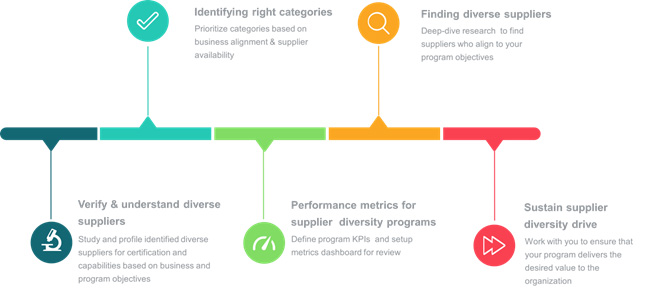 Identifying right categories
Prioritize categories based on
business alignment & supplier
availability
Finding diverse suppliers
Deep-dive research to find
suppliers who align to your
program objectives
Verify & understand diverse
suppliers
Study and profile identified diverse
suppliers for certification and
capabilities based on business and
program objectives
Performance metrics for
supplier diversity programs
Define program KPIs and setup
metrics dashboard for review
Sustain supplier
diversity drive
Work with you to ensure that
your program delivers the
desired value to the
organization